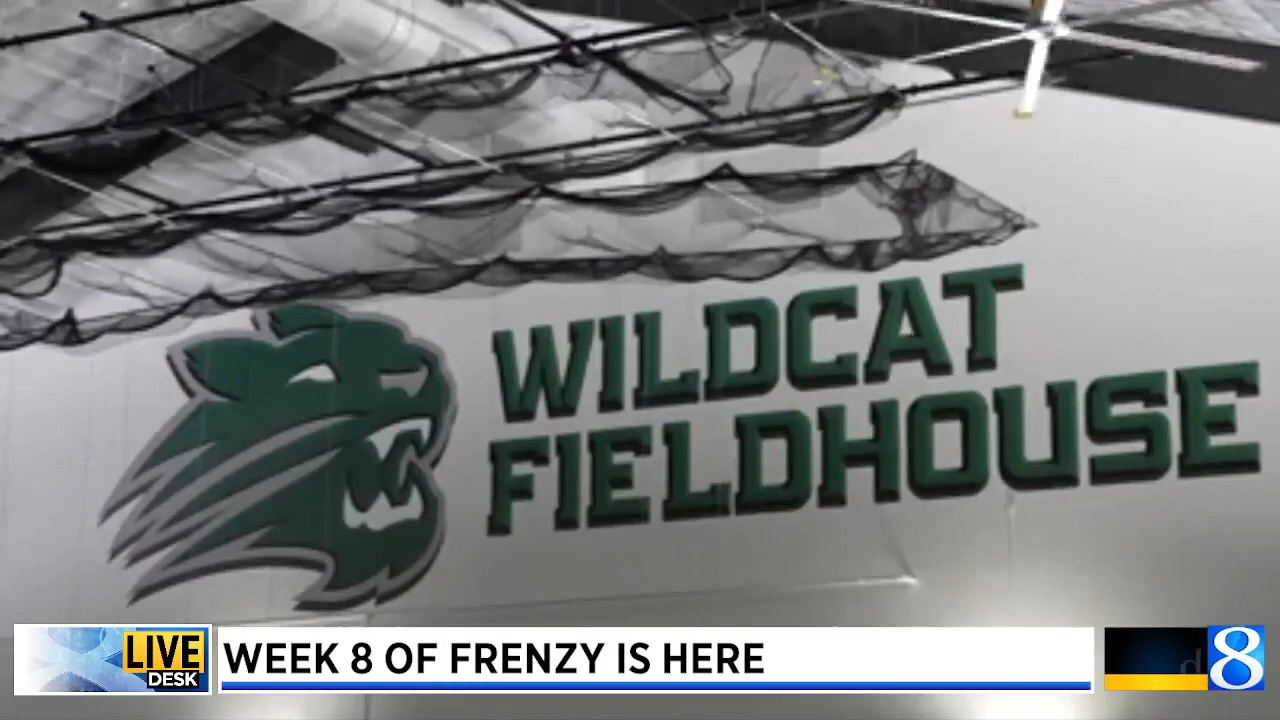 WILDCAT
FIELDHOUSE
LIVE
DESK
WEEK 8 OF FRENZY IS HERE
d
8